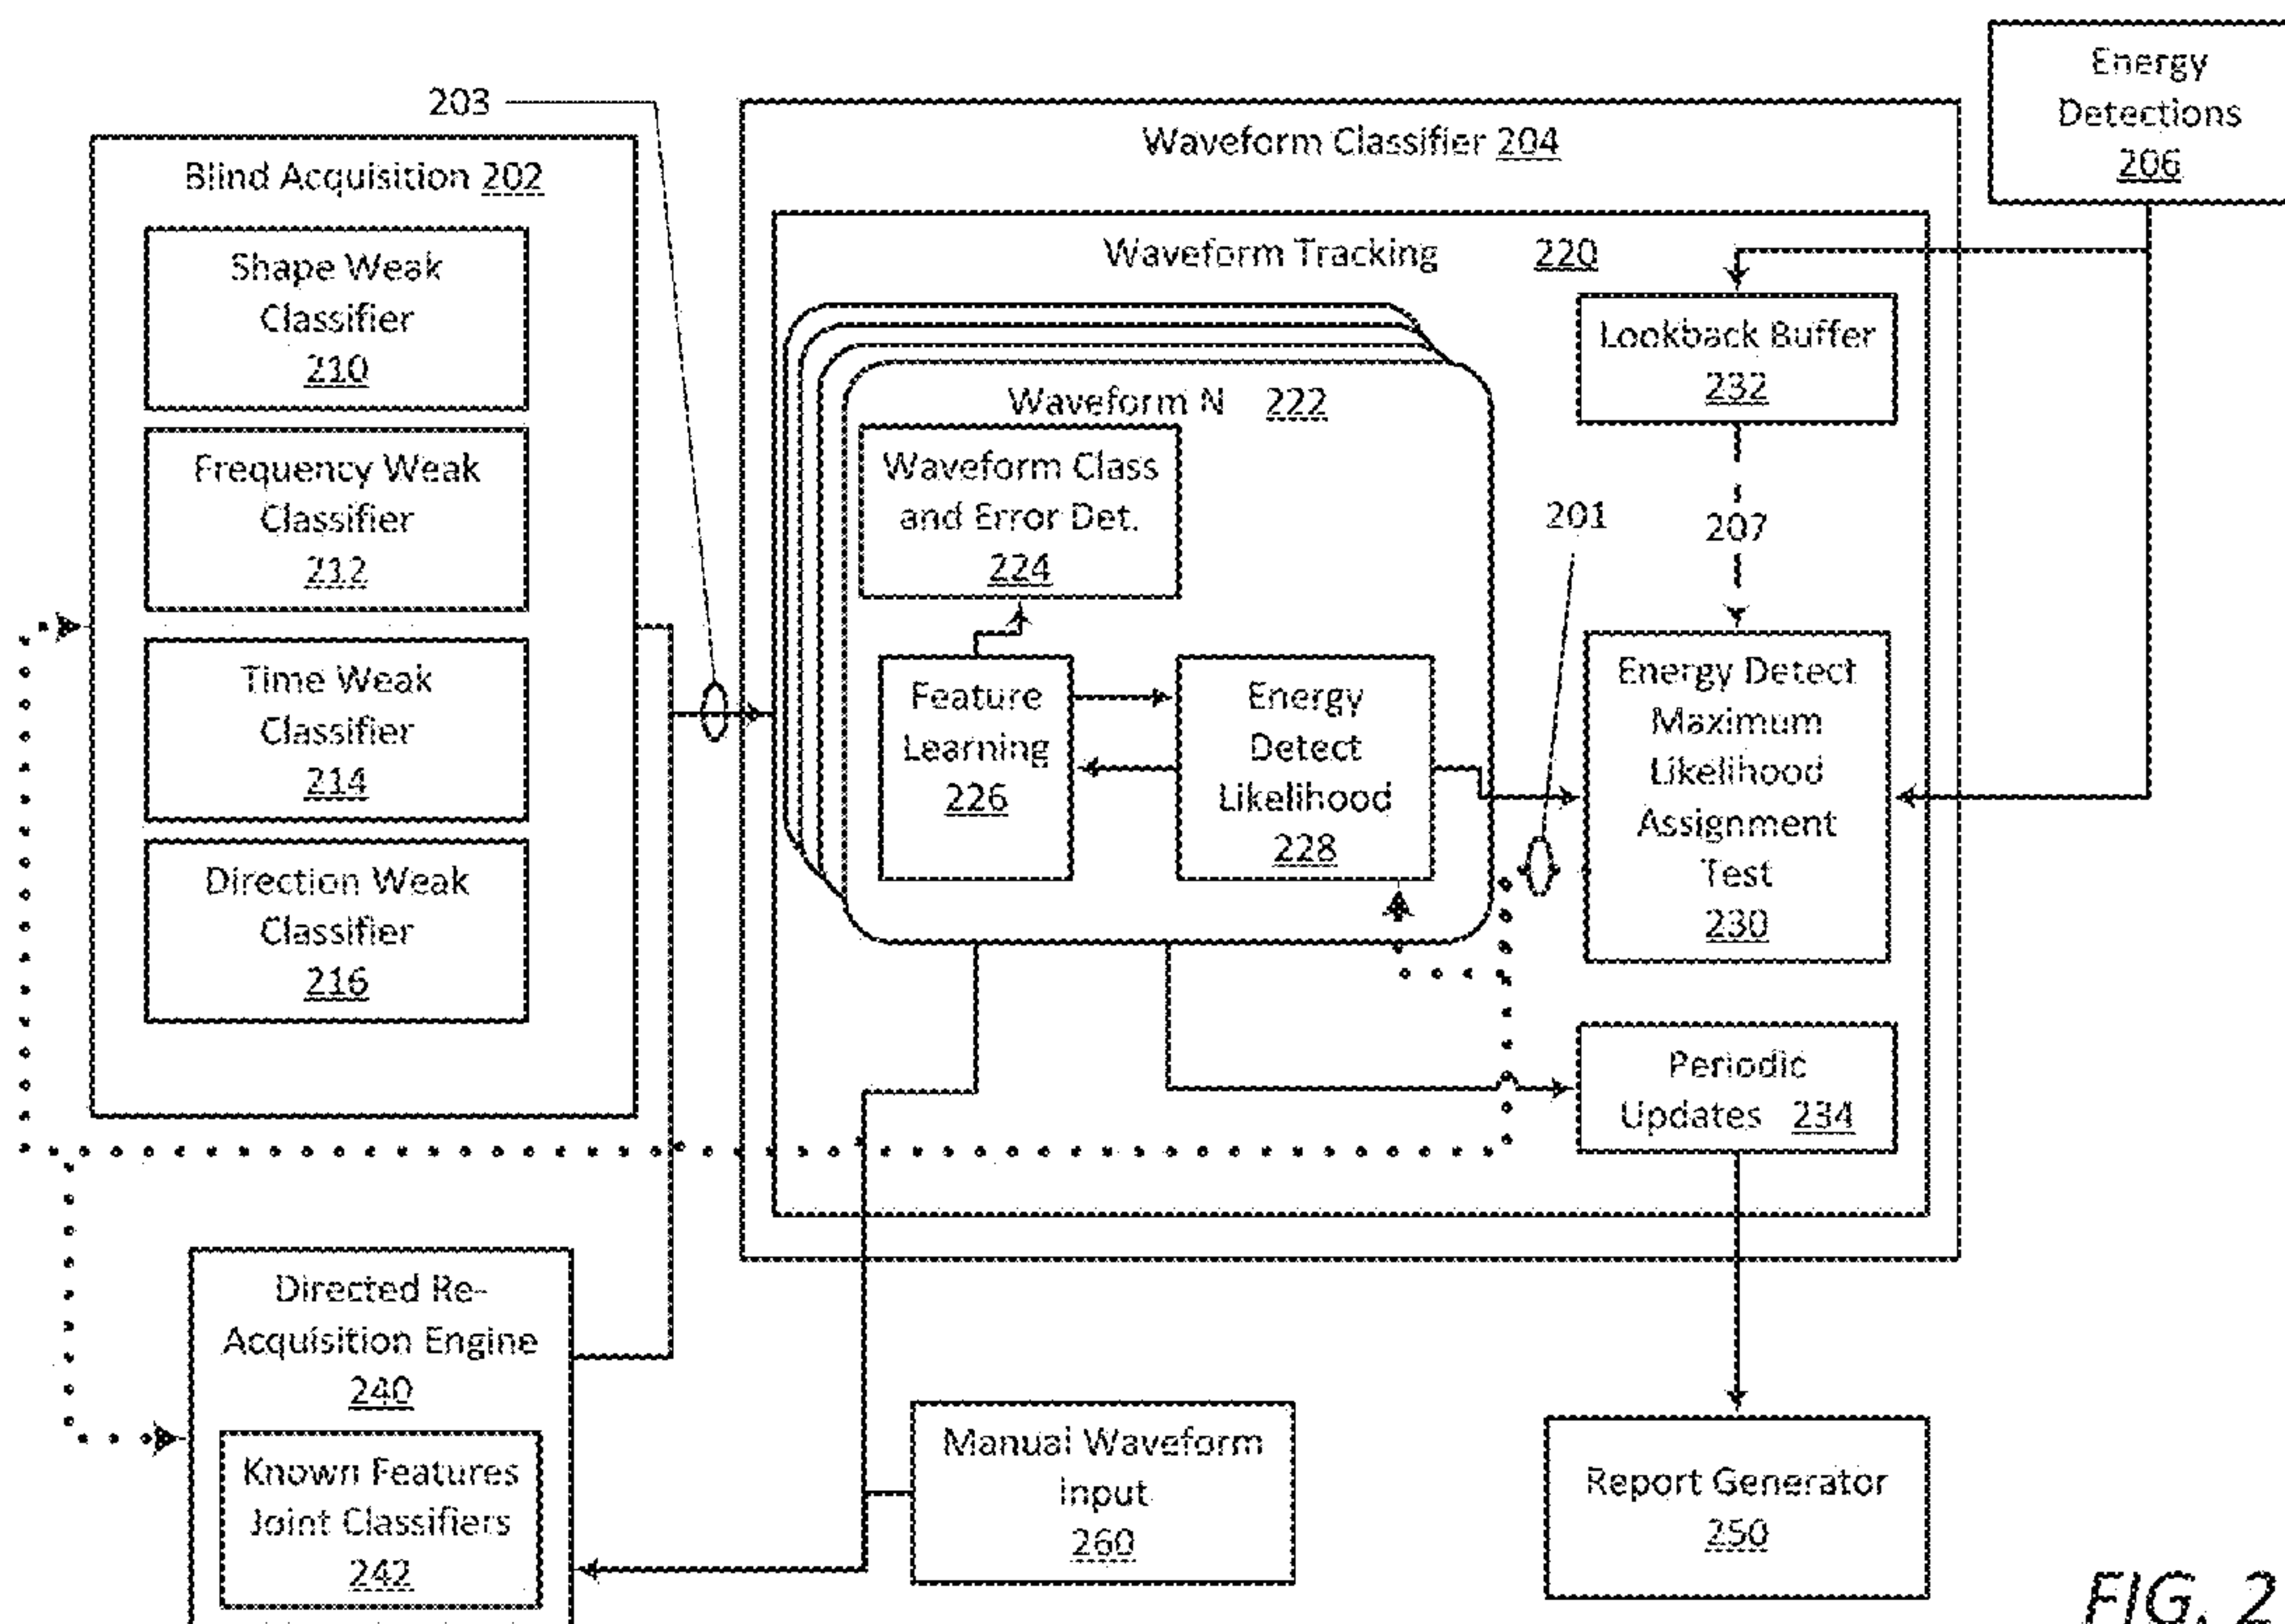 Energy
Detections
206
203
Waveform Classifier 204
Blind Acquisition 202
Shape Weak
Classifier
210
Frequency Weak
Classifier
212
Time Weak
Classifier
214
Direction Weak
Classifier
216
Waveform Tracking 220
Lookback Buffer
232
207
201
Waveform N 222
Waveform Class
and Error Det.
224
Feature
Learning
226
Energy
Detect
Likelihood
228
Energy Detect
Maximum
Likelihood
Assignment
Test
230
Periodic
Updates 234
Directed Re-
Acquisition Engine
240
Known Features
Joint Classifiers
242
Manual Waveform
Input
260
Report Generator
250
FIG. 2